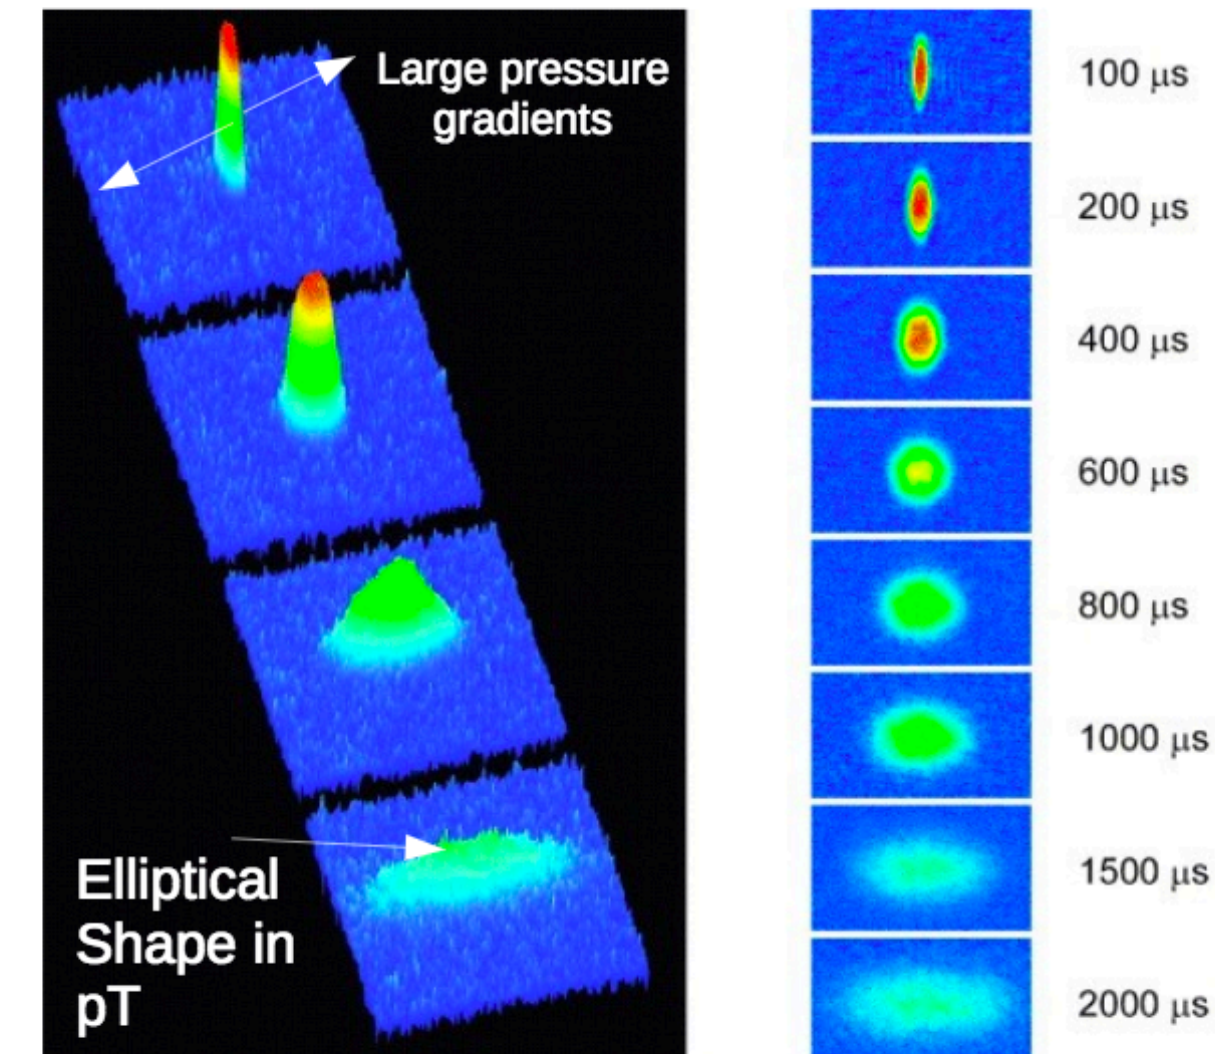 Large pressure
gradients
Elliptical
Shape in
pT
100 μs
200 μs
400 μs
600 μs
800 μs
1000 μs
1500 μs
2000 μs